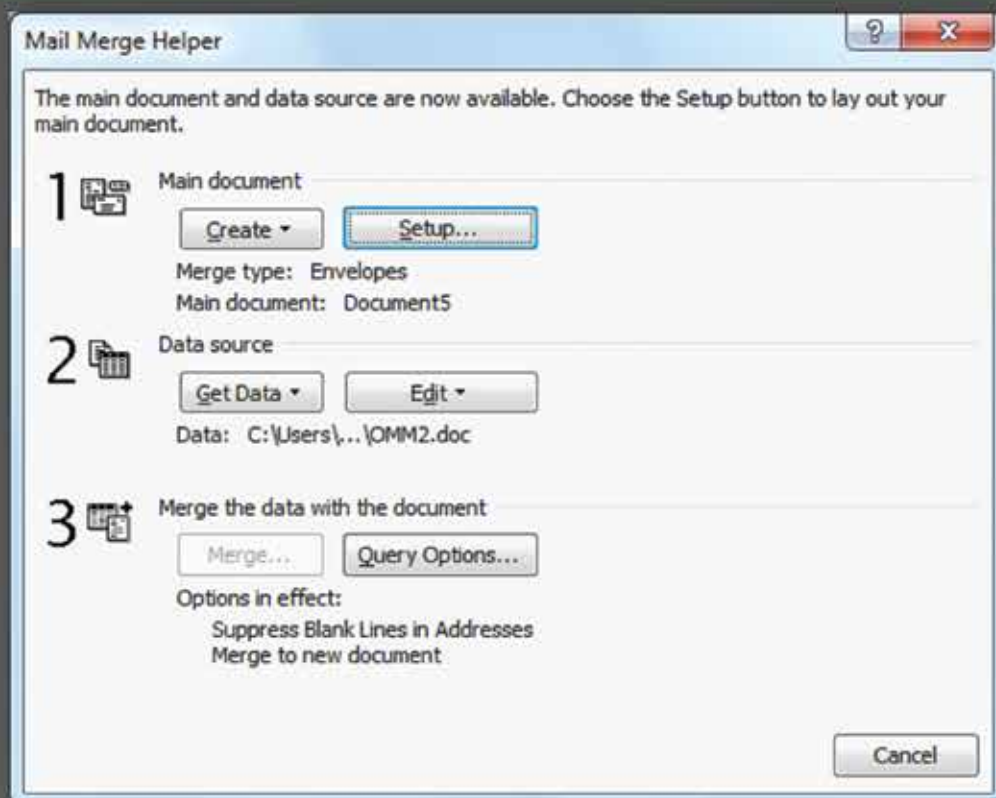 Mail Merge Helper
The main document and data source are now available. Choose the Setup button to lay out your
main document.
1 Main document
Create Setup...
Merge type: Envelopes
Main document: Document5
2 Data source
Get Data Edit
Data: C:\Users\...\OMM2.doc
3 Merge the data with the document
Merge... Query Options...
Options in effect:
Suppress Blank Lines in Addresses
Merge to new document
Cancel